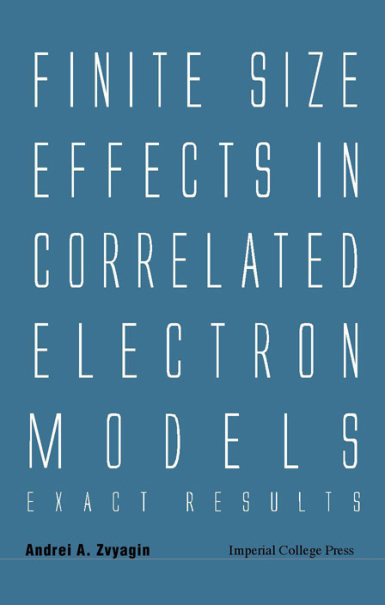 FINITE SIZE
EFFECTS IN
CORRELATED
ELECTRON
MODELS
EXACT RESULTS
Andrei A. Zvyagin Imperial College Press